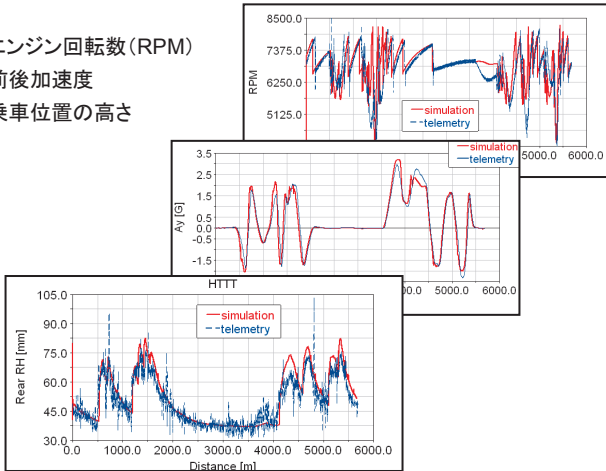 エンジン回転数(RPM)
前後加速度
乗車位置の高さ
8500.0
7375.0
6250.0
5125.0
RPM
simulation
telemetry
5000.0 6000.0
3.5
2.5
1.5
0.5
0.0
-0.5
-1.5
Ay [G]
simulation
telemetry
5000.0 6000.0
HTTT
105.0
90.0
75.0
60.0
45.0
30.0
Rear RH [mm]
simulation
telemetry
0.0 1000.0 2000.0 3000.0 4000.0 5000.0 6000.0
Distance [m]